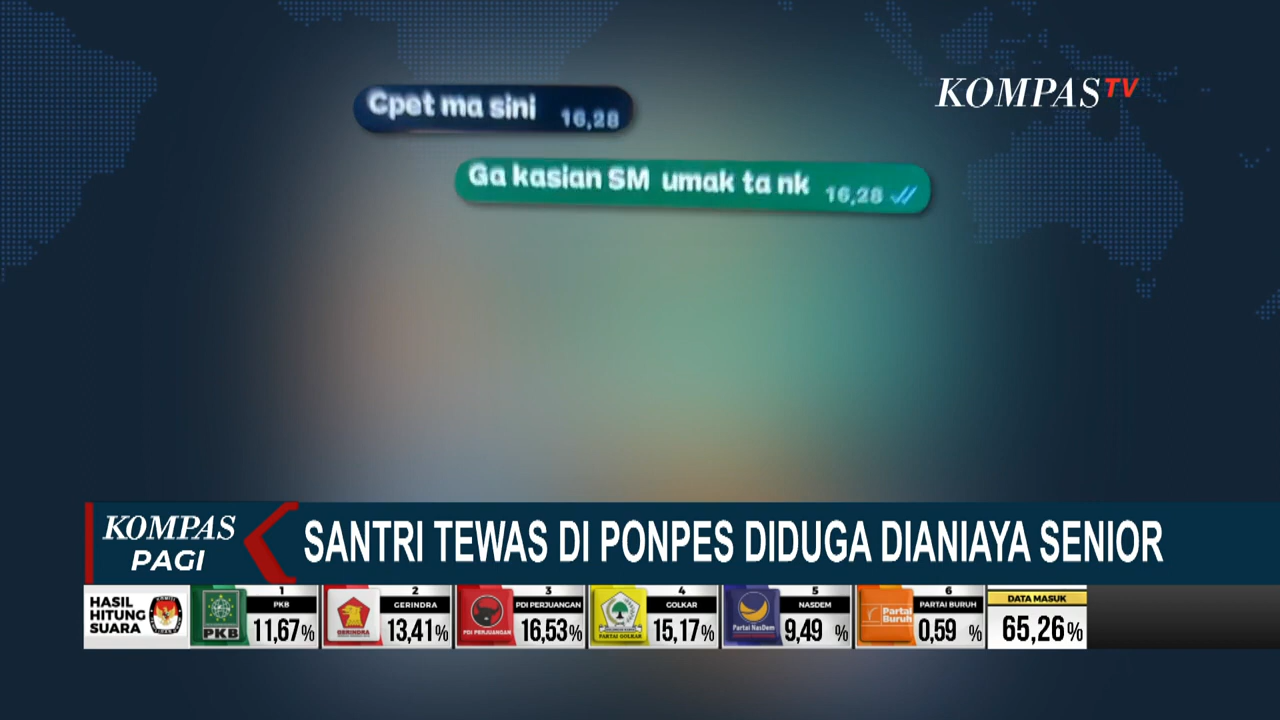 KOMPAS TV
Cpet ma sini 16,28
Ga kasian SM umak ta nk 16,28
KOMPAS
PAGI
SANTRI TEWAS DI PONPES DIDUGA DIANIAYA SENIOR
HASIL
HITUNG
SUARA
1
PKB
PKB
11,67%
2
GERINDRA
GERINDRA
13,41%
3
PDI PERJUANGAN
PDI PERJUANGAN
16,53%
4
GOLKAR
PARTAI GOLKAR
15,17%
5
NASDEM
Partai NasDem
9,49 %
6
PARTAI BURUH
Partai
Buruh
0,59 %
DATA MASUK
65,26%